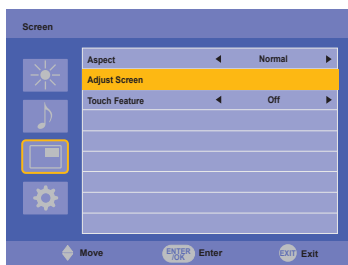 Screen
Aspect Normal
Adjust Screen
Touch Feature Off
Move ENTER/OK Enter EXIT Exit